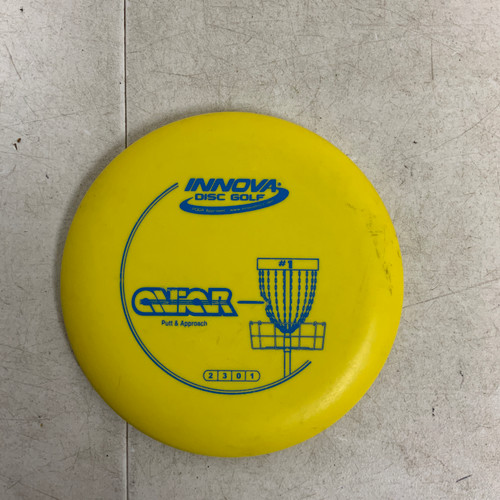 INNOVA
DISC GOLF
#1
AVIAR
Putt & Approach
2 3 0 1